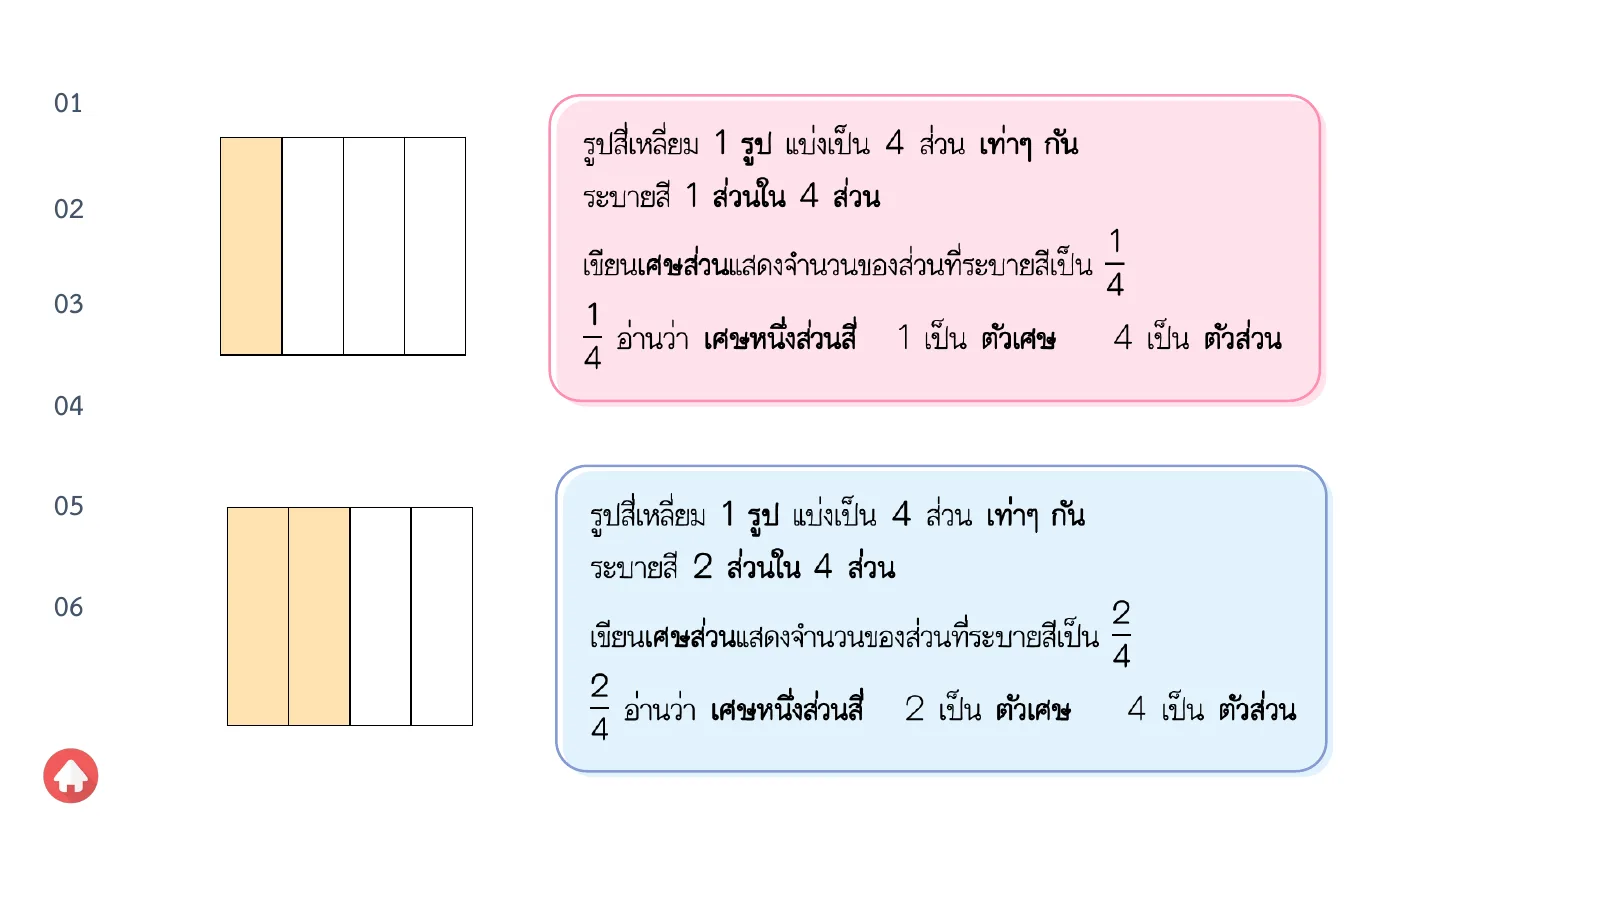 01
02
03
04
05
06
รูปสี่เหลี่ยม 1 รูป แบ่งเป็น 4 ส่วน เท่าๆ กัน
ระบายสี 1 ส่วนใน 4 ส่วน
เขียนเศษส่วนแสดงจำนวนของส่วนที่ระบายสีเป็น 1/4
1/4 อ่านว่า เศษหนึ่งส่วนสี่ 1 เป็น ตัวเศษ 4 เป็น ตัวส่วน
รูปสี่เหลี่ยม 1 รูป แบ่งเป็น 4 ส่วน เท่าๆ กัน
ระบายสี 2 ส่วนใน 4 ส่วน
เขียนเศษส่วนแสดงจำนวนของส่วนที่ระบายสีเป็น 2/4
2/4 อ่านว่า เศษหนึ่งส่วนสี่ 2 เป็น ตัวเศษ 4 เป็น ตัวส่วน